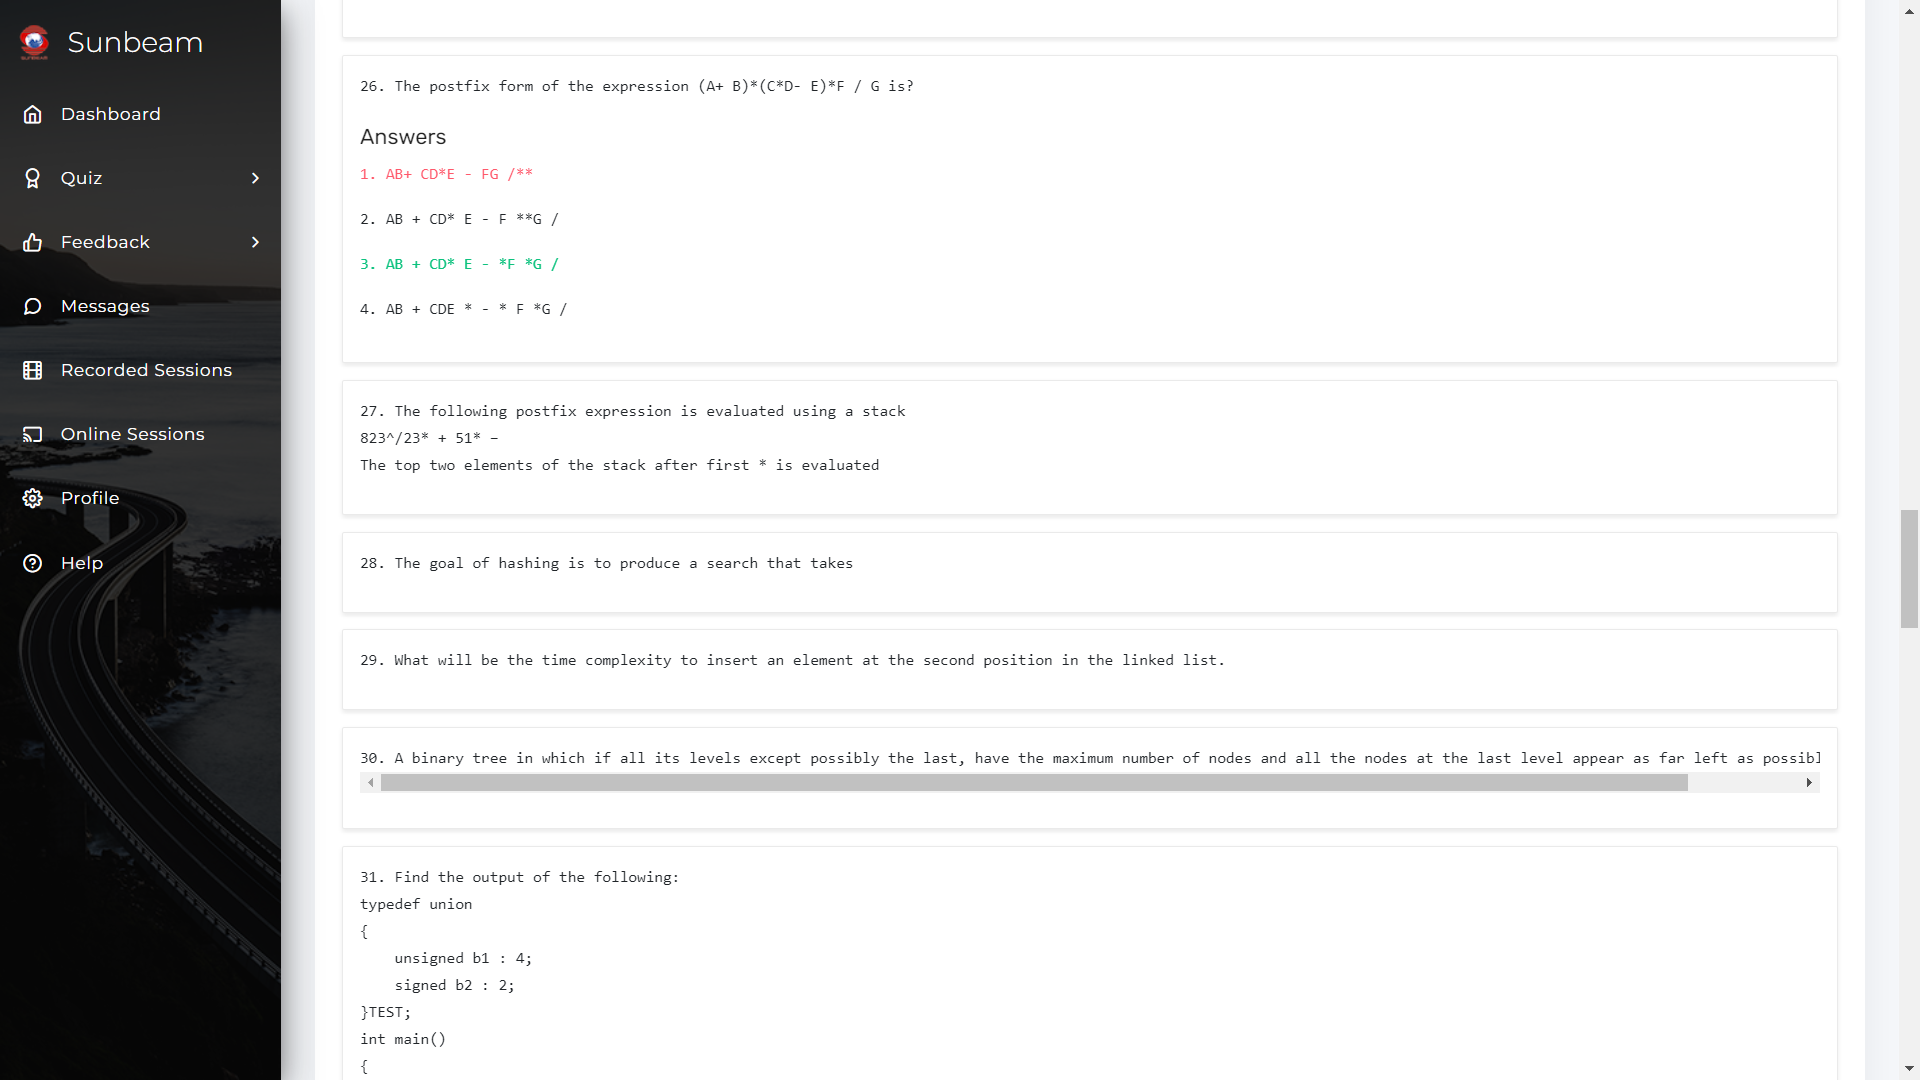 Sunbeam
Dashboard
Quiz
Feedback
Messages
Recorded Sessions
Online Sessions
Profile
Help
26. The postfix form of the expression (A+ B)*(C*D- E)*F / G is?
Answers
1. AB+ CD*E - FG /**
2. AB + CD* E - F **G /
3. AB + CD* E - *F *G /
4. AB + CDE * - * F *G /
27. The following postfix expression is evaluated using a stack
823^/23* + 51* –
The top two elements of the stack after first * is evaluated
28. The goal of hashing is to produce a search that takes
29. What will be the time complexity to insert an element at the second position in the linked list.
30. A binary tree in which if all its levels except possibly the last, have the maximum number of nodes and all the nodes at the last level appear as far left as possibl
31. Find the output of the following:
typedef union
{
    unsigned b1 : 4;
    signed b2 : 2;
}TEST;
int main()
{